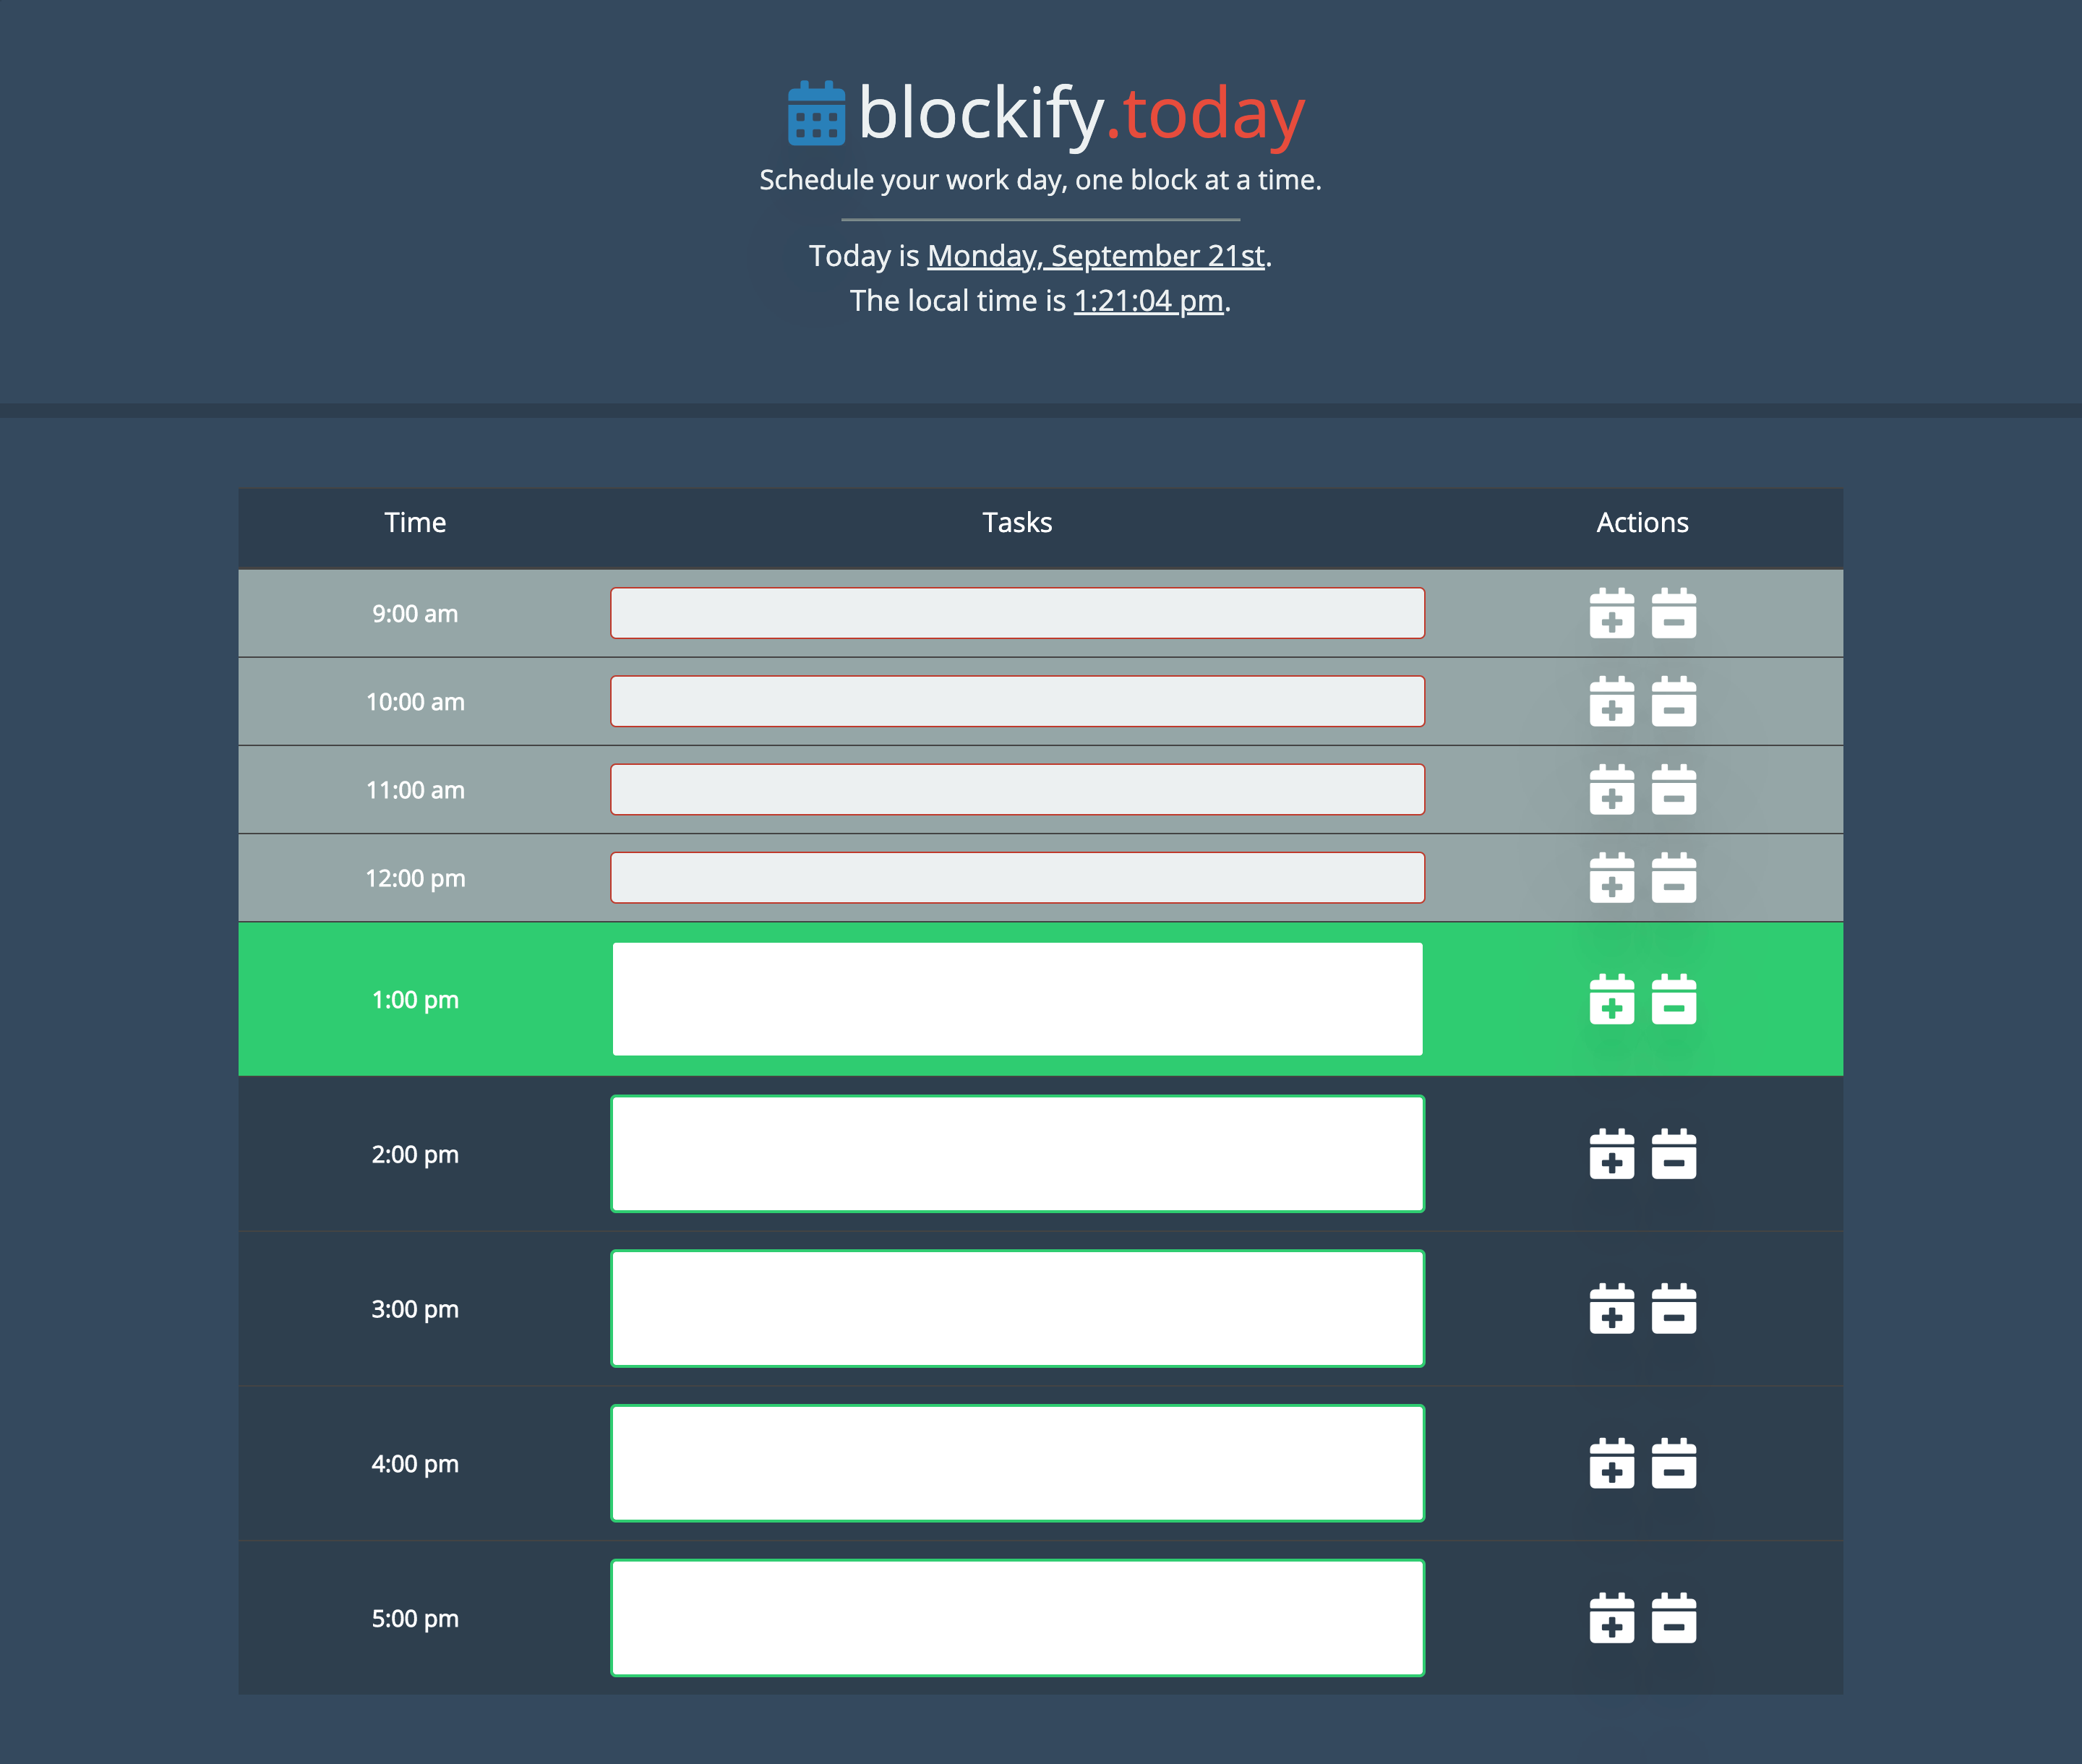 blockify.today
Schedule your work day, one block at a time.
Today is Monday, September 21st.
The local time is 1:21:04 pm.
Time Tasks Actions
9:00 am
10:00 am
11:00 am
12:00 pm
1:00 pm
2:00 pm
3:00 pm
4:00 pm
5:00 pm